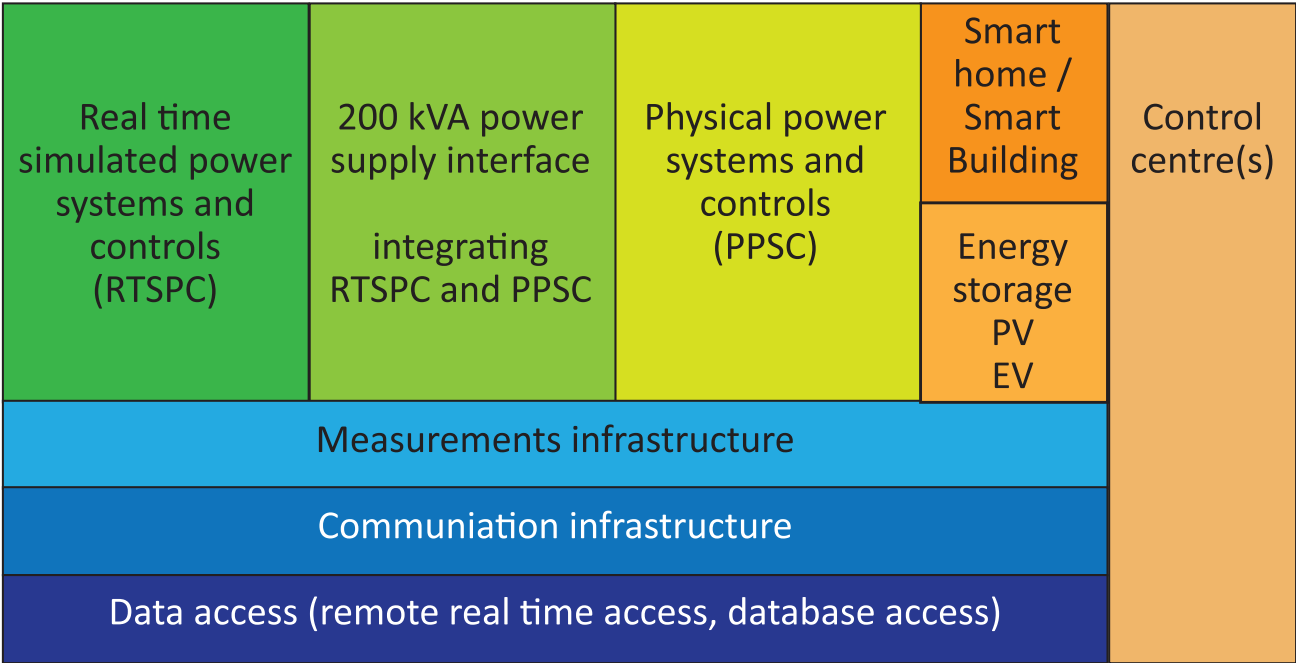 Real time
simulated power
systems and
controls
(RTSPC)
200 kVA power
supply interface
integrating
RTSPC and PPSC
Physical power
systems and
controls
(PPSC)
Smart
home /
Smart
Building
Energy
storage
PV
EV
Control
centre(s)
Measurements infrastructure
Communiation infrastructure
Data access (remote real time access, database access)